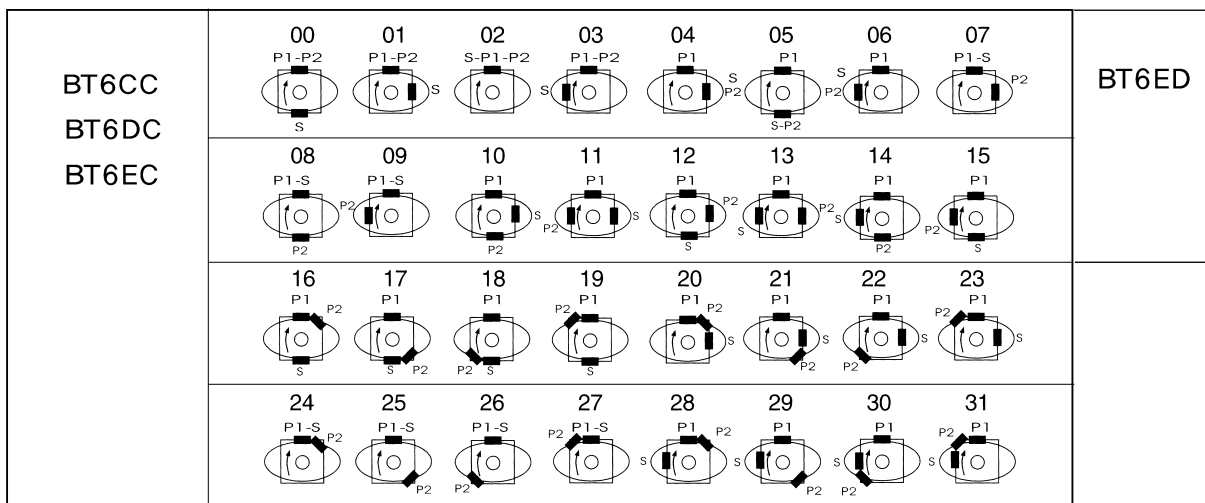 BT6CC
BT6DC
BT6EC
BT6ED
00 01 02 03 04 05 06 07
P1-P2 P1-P2 S-P1-P2 P1-P2 P1 P1 P1 P1-S
S S S P2 P2 S P2
S S-P2
08 09 10 11 12 13 14 15
P1-S P1-S P1 P1 P1 P1 P1 P1
P2 S P2 S P2 S P2 S P2
P2 P2 S P2 S
16 17 18 19 20 21 22 23
P1 P1 P1 P1 P1 P1 P1 P1
P2 P2 P2 P2
S S S S
S P2 P2 S P2 S P2 S
24 25 26 27 28 29 30 31
P1-S P1-S P1-S P1-S P1 P1 P1 P1
P2 P2 P2 P2
S S S S
P2 P2 P2 P2